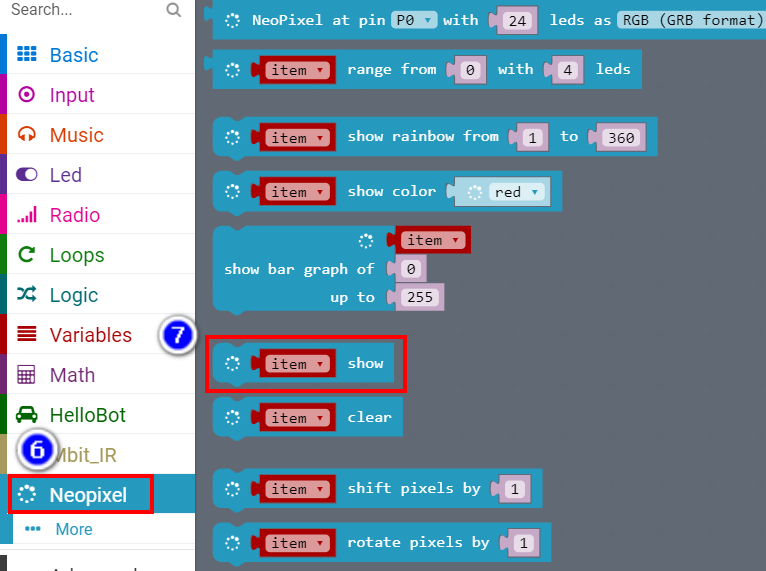 Search...
Basic
Input
Music
Led
Radio
Loops
Logic
Variables
Math
HelloBot
Mbit_IR
Neopixel
More
NeoPixel at pin P0 with 24 leds as RGB (GRB format)
item range from 0 with 4 leds
item show rainbow from 1 to 360
item show color red
item
show bar graph of 0
up to 255
7
item show
item clear
6
item shift pixels by 1
item rotate pixels by 1